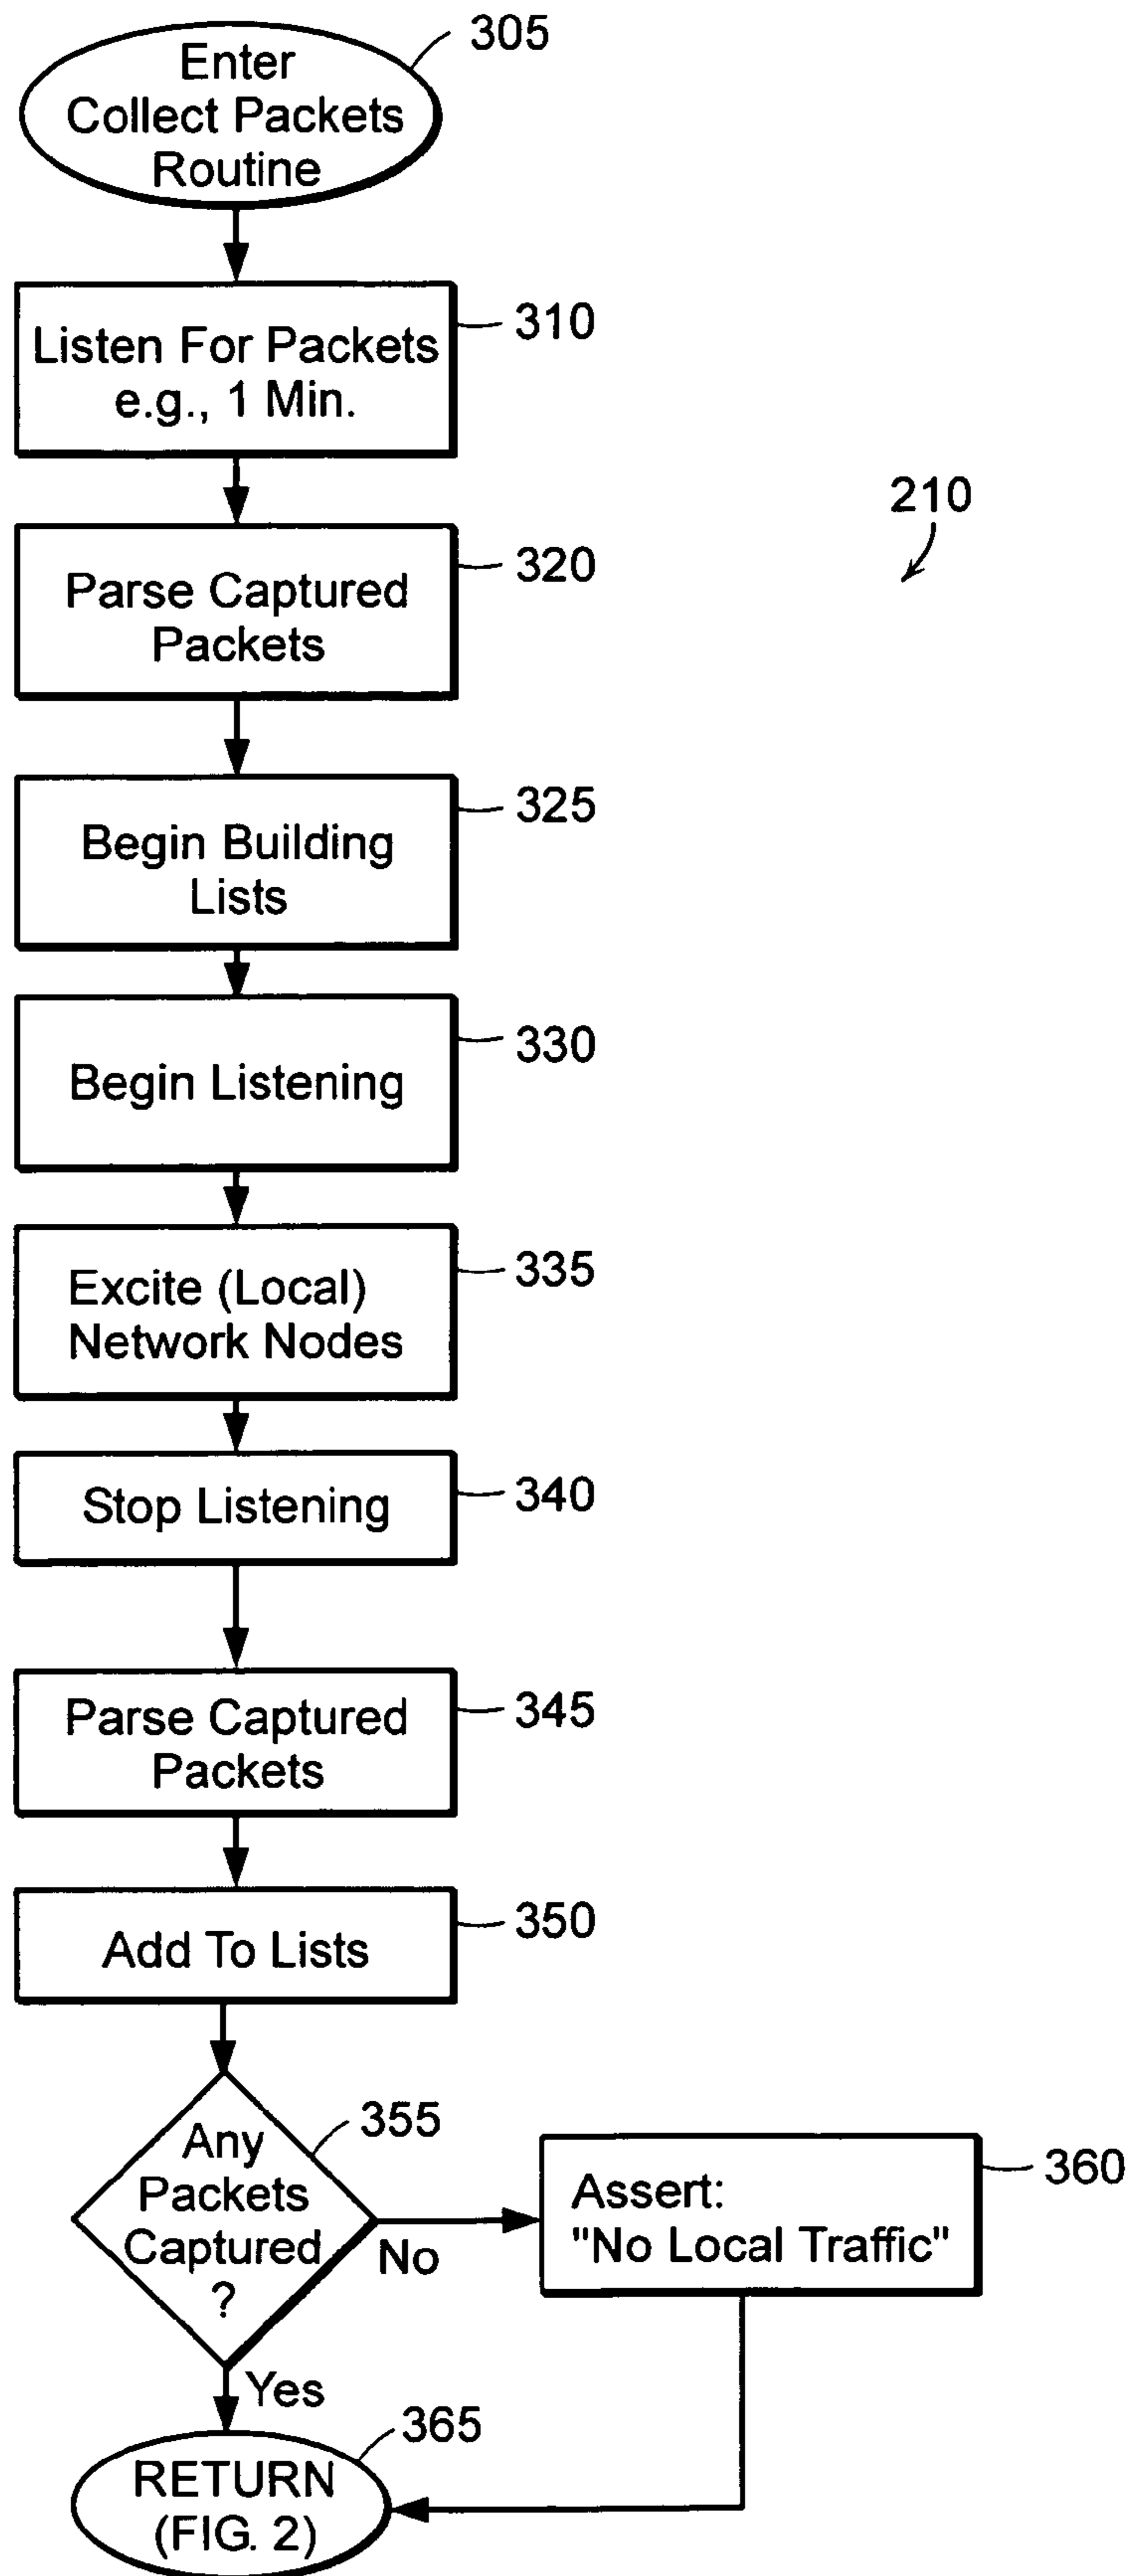 305
Enter
Collect Packets
Routine
310
Listen For Packets
e.g., 1 Min.
210
320
Parse Captured
Packets
325
Begin Building
Lists
330
Begin Listening
335
Excite (Local)
Network Nodes
340
Stop Listening
345
Parse Captured
Packets
350
Add To Lists
355
Any
Packets
Captured
?
No
360
Assert:
"No Local Traffic"
Yes
365
RETURN
(FIG. 2)